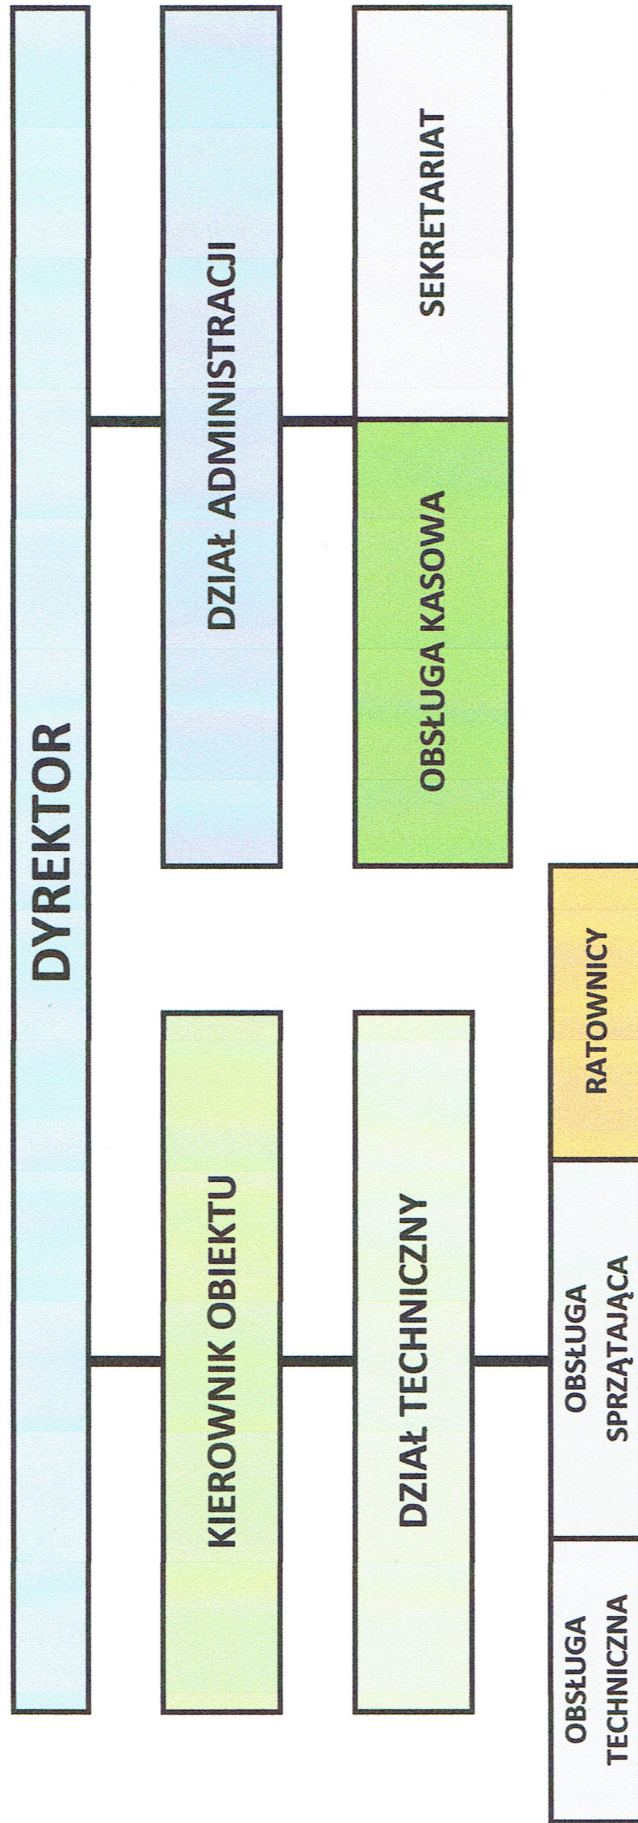 DYREKTOR
KIEROWNIK OBIEKTU
DZIAŁ ADMINISTRACJI
DZIAŁ TECHNICZNY
OBSŁUGA KASOWA
SEKRETARIAT
OBSŁUGA
TECHNICZNA
OBSŁUGA
SPRZĄTAJĄCA
RATOWNICY